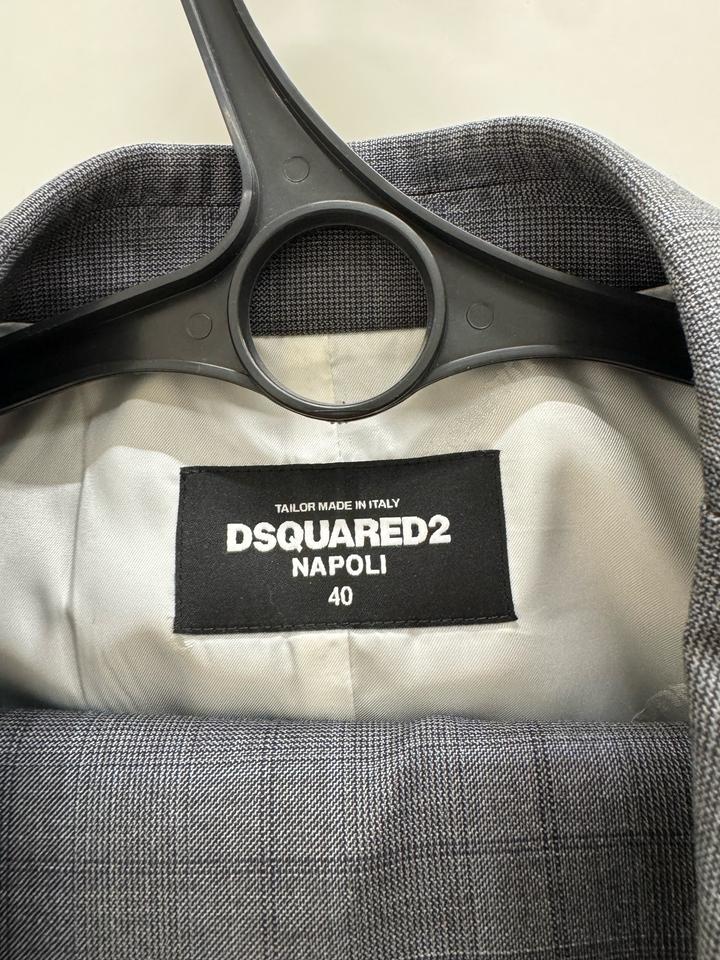 TAILOR MADE IN ITALY
DSQUARED2
NAPOLI
40